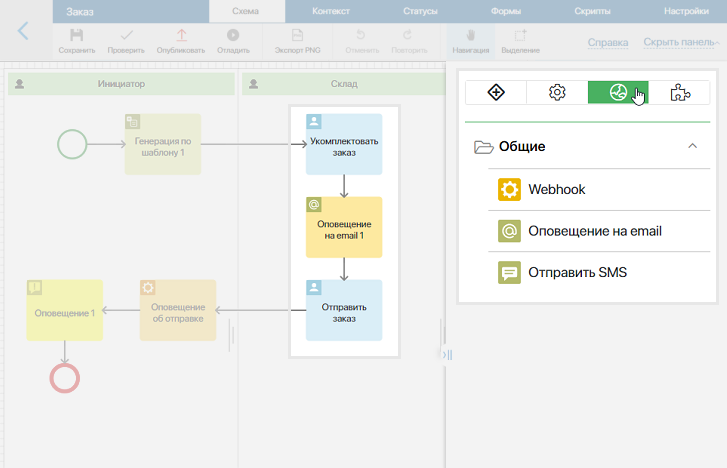 Заказ
Схема
Контекст
Статусы
Формы
Скрипты
Настройки
Сохранить
Проверить
Опубликовать
Отладить
Экспорт PNG
Отменить
Повторить
Навигация
Выделение
Справка
Скрыть панель
Инициатор
Склад
Генерация по
шаблону 1
Укомплектовать
заказ
Оповещение
на email 1
Оповещение 1
Оповещение
об отправке
Отправить
заказ
Общие
Webhook
Оповещение на email
Отправить SMS